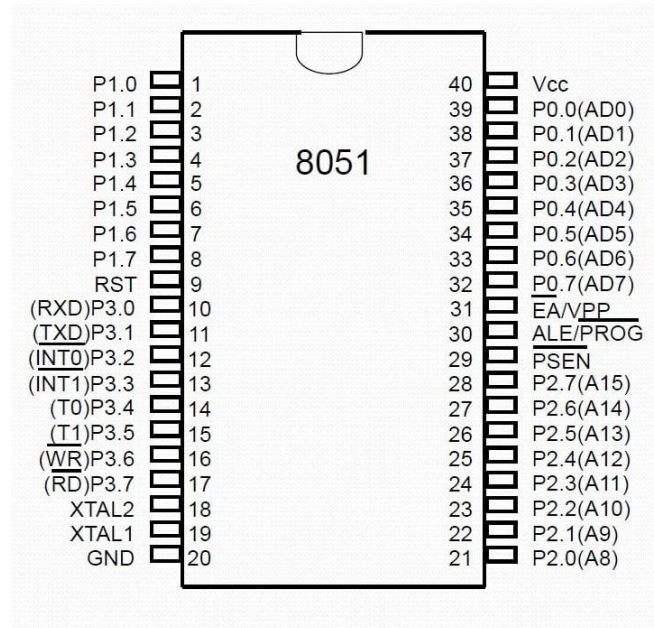 8051
P1.0 1
P1.1 2
P1.2 3
P1.3 4
P1.4 5
P1.5 6
P1.6 7
P1.7 8
RST 9
(RXD)P3.0 10
(TXD)P3.1 11
(INT0)P3.2 12
(INT1)P3.3 13
(T0)P3.4 14
(T1)P3.5 15
(WR)P3.6 16
(RD)P3.7 17
XTAL2 18
XTAL1 19
GND 20
40 Vcc
39 P0.0(AD0)
38 P0.1(AD1)
37 P0.2(AD2)
36 P0.3(AD3)
35 P0.4(AD4)
34 P0.5(AD5)
33 P0.6(AD6)
32 P0.7(AD7)
31 EA/VPP
30 ALE/PROG
29 PSEN
28 P2.7(A15)
27 P2.6(A14)
26 P2.5(A13)
25 P2.4(A12)
24 P2.3(A11)
23 P2.2(A10)
22 P2.1(A9)
21 P2.0(A8)